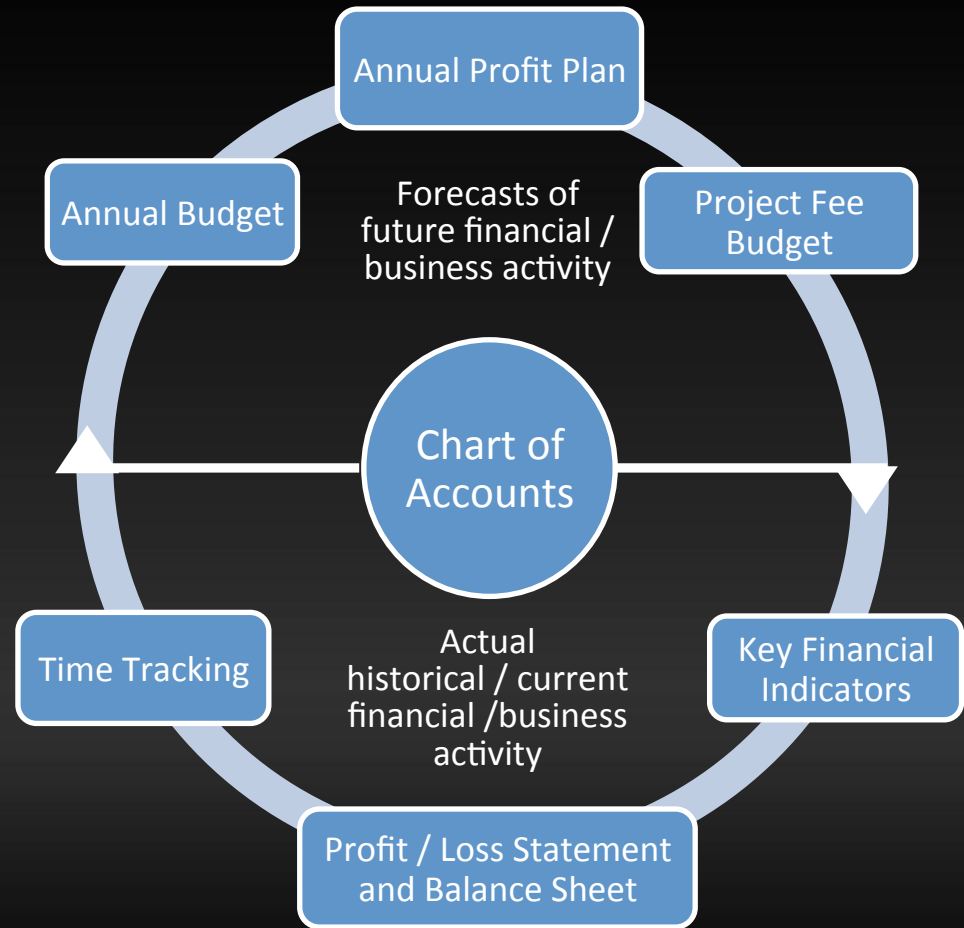 Annual Profit Plan
Annual Budget
Forecasts of
future financial /
business activity
Project Fee
Budget
Chart of
Accounts
Time Tracking
Actual
historical / current
financial /business
activity
Key Financial
Indicators
Profit / Loss Statement
and Balance Sheet